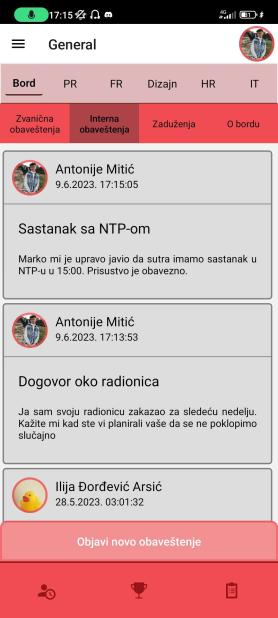 17:15
4G
General
Bord PR FR Dizajn HR IT
Zvanična
obaveštenja
Interna
obaveštenja
Zaduženja
O bordu
Antonije Mitić
9.6.2023. 17:15:05
Sastanak sa NTP-om
Marko mi je upravo javio da sutra imamo sastanak u
NTP-u u 15:00. Prisustvo je obavezno.
Antonije Mitić
9.6.2023. 17:13:53
Dogovor oko radionica
Ja sam svoju radionicu zakazao za sledeću nedelju.
Kažite mi kad ste vi planirali vaše da se ne poklopimo
slučajno
Ilija Đorđević Arsić
28.5.2023. 03:01:32
Objavi novo obaveštenje